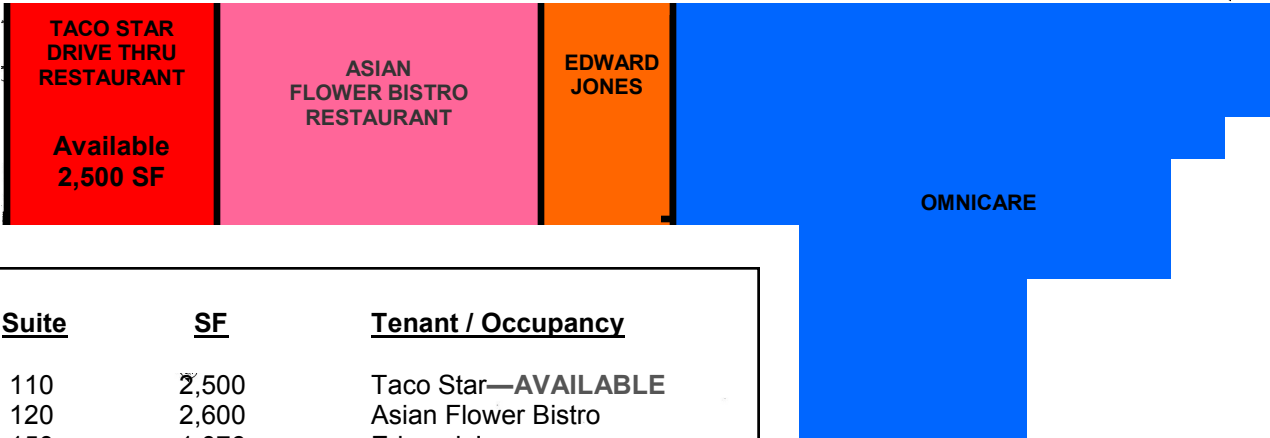 TACO STAR
DRIVE THRU
RESTAURANT
Available
2,500 SF
ASIAN
FLOWER BISTRO
RESTAURANT
EDWARD
JONES
OMNICARE
Suite SF Tenant / Occupancy
110 2,500 Taco Star—AVAILABLE
120 2,600 Asian Flower Bistro